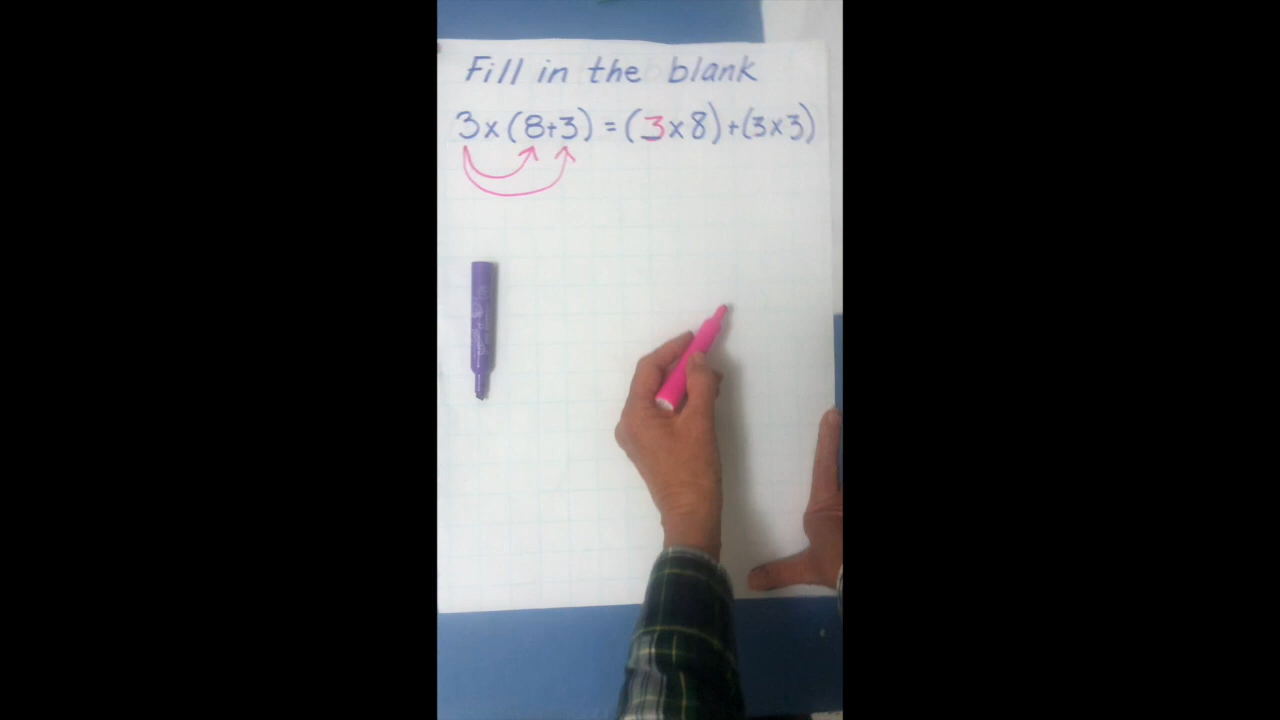 Fill in the blank
3x(8+3) = (3x8)+(3x3)